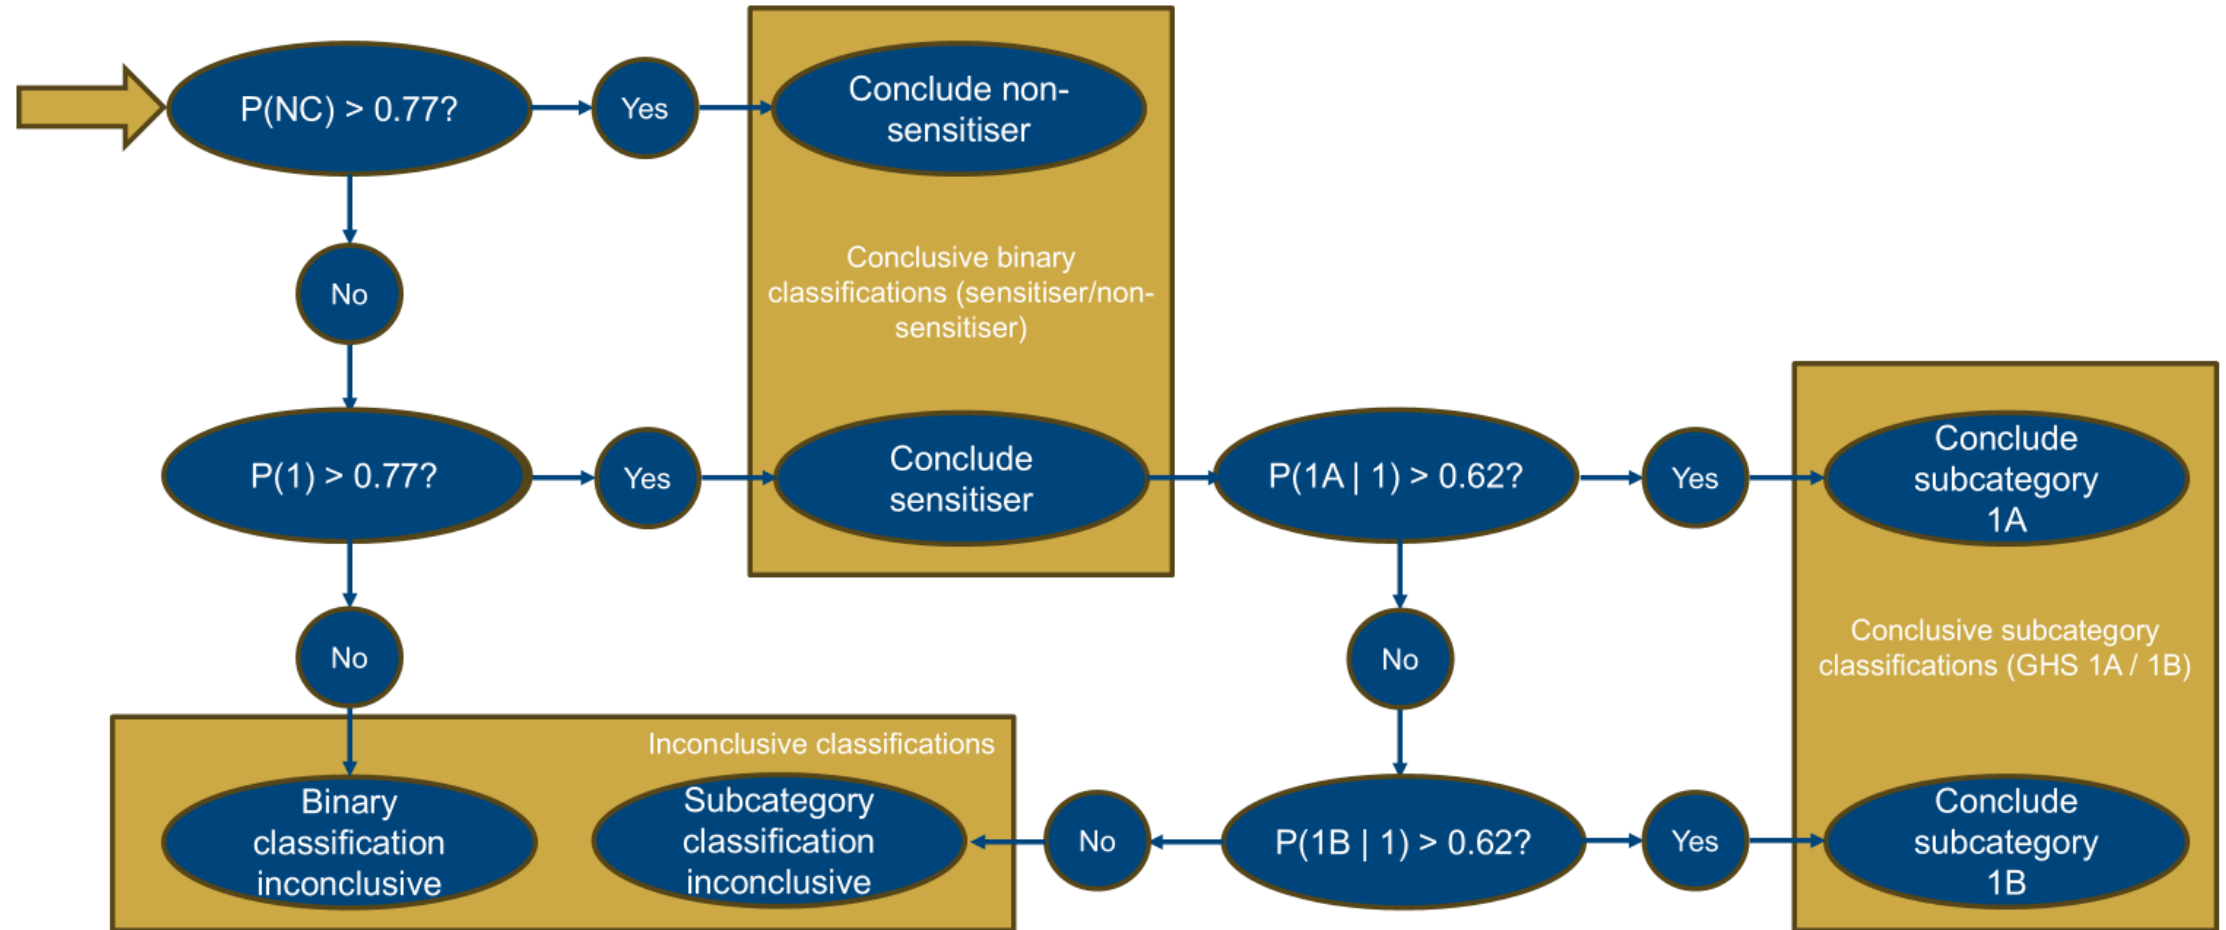 P(NC) > 0.77?
Yes
Conclude non-
sensitiser
No
Conclusive binary
classifications (sensitiser/non-
sensitiser)
P(1) > 0.77?
Yes
Conclude
sensitiser
P(1A | 1) > 0.62?
Yes
Conclude
subcategory
1A
No
No
Conclusive subcategory
classifications (GHS 1A / 1B)
Inconclusive classifications
Binary
classification
inconclusive
Subcategory
classification
inconclusive
No
P(1B | 1) > 0.62?
Yes
Conclude
subcategory
1B